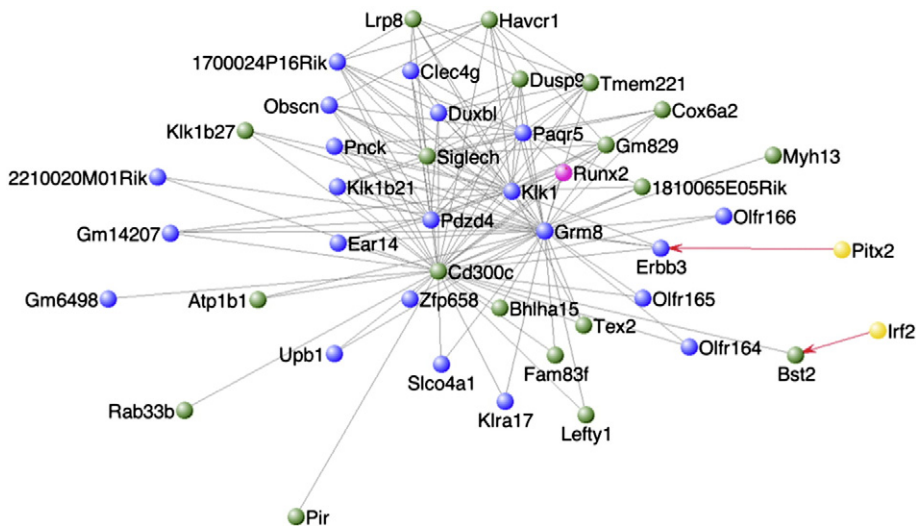 Lrp8
Havcr1
1700024P16Rik
Clec4g
Dusp9
Tmem221
Obscn
Duxbl
Cox6a2
Klk1b27
Paqr5
Pnck
Siglech
Gm829
Myh13
2210020M01Rik
Runx2
Klk1b21
Klk1
1810065E05Rik
Pdzd4
Olfr166
Gm14207
Ear14
Grm8
Erbb3
Pitx2
Cd300c
Gm6498
Atp1b1
Zfp658
Bhlha15
Olfr165
Tex2
Irf2
Upb1
Slco4a1
Fam83f
Olfr164
Bst2
Rab33b
Klra17
Lefty1
Pir